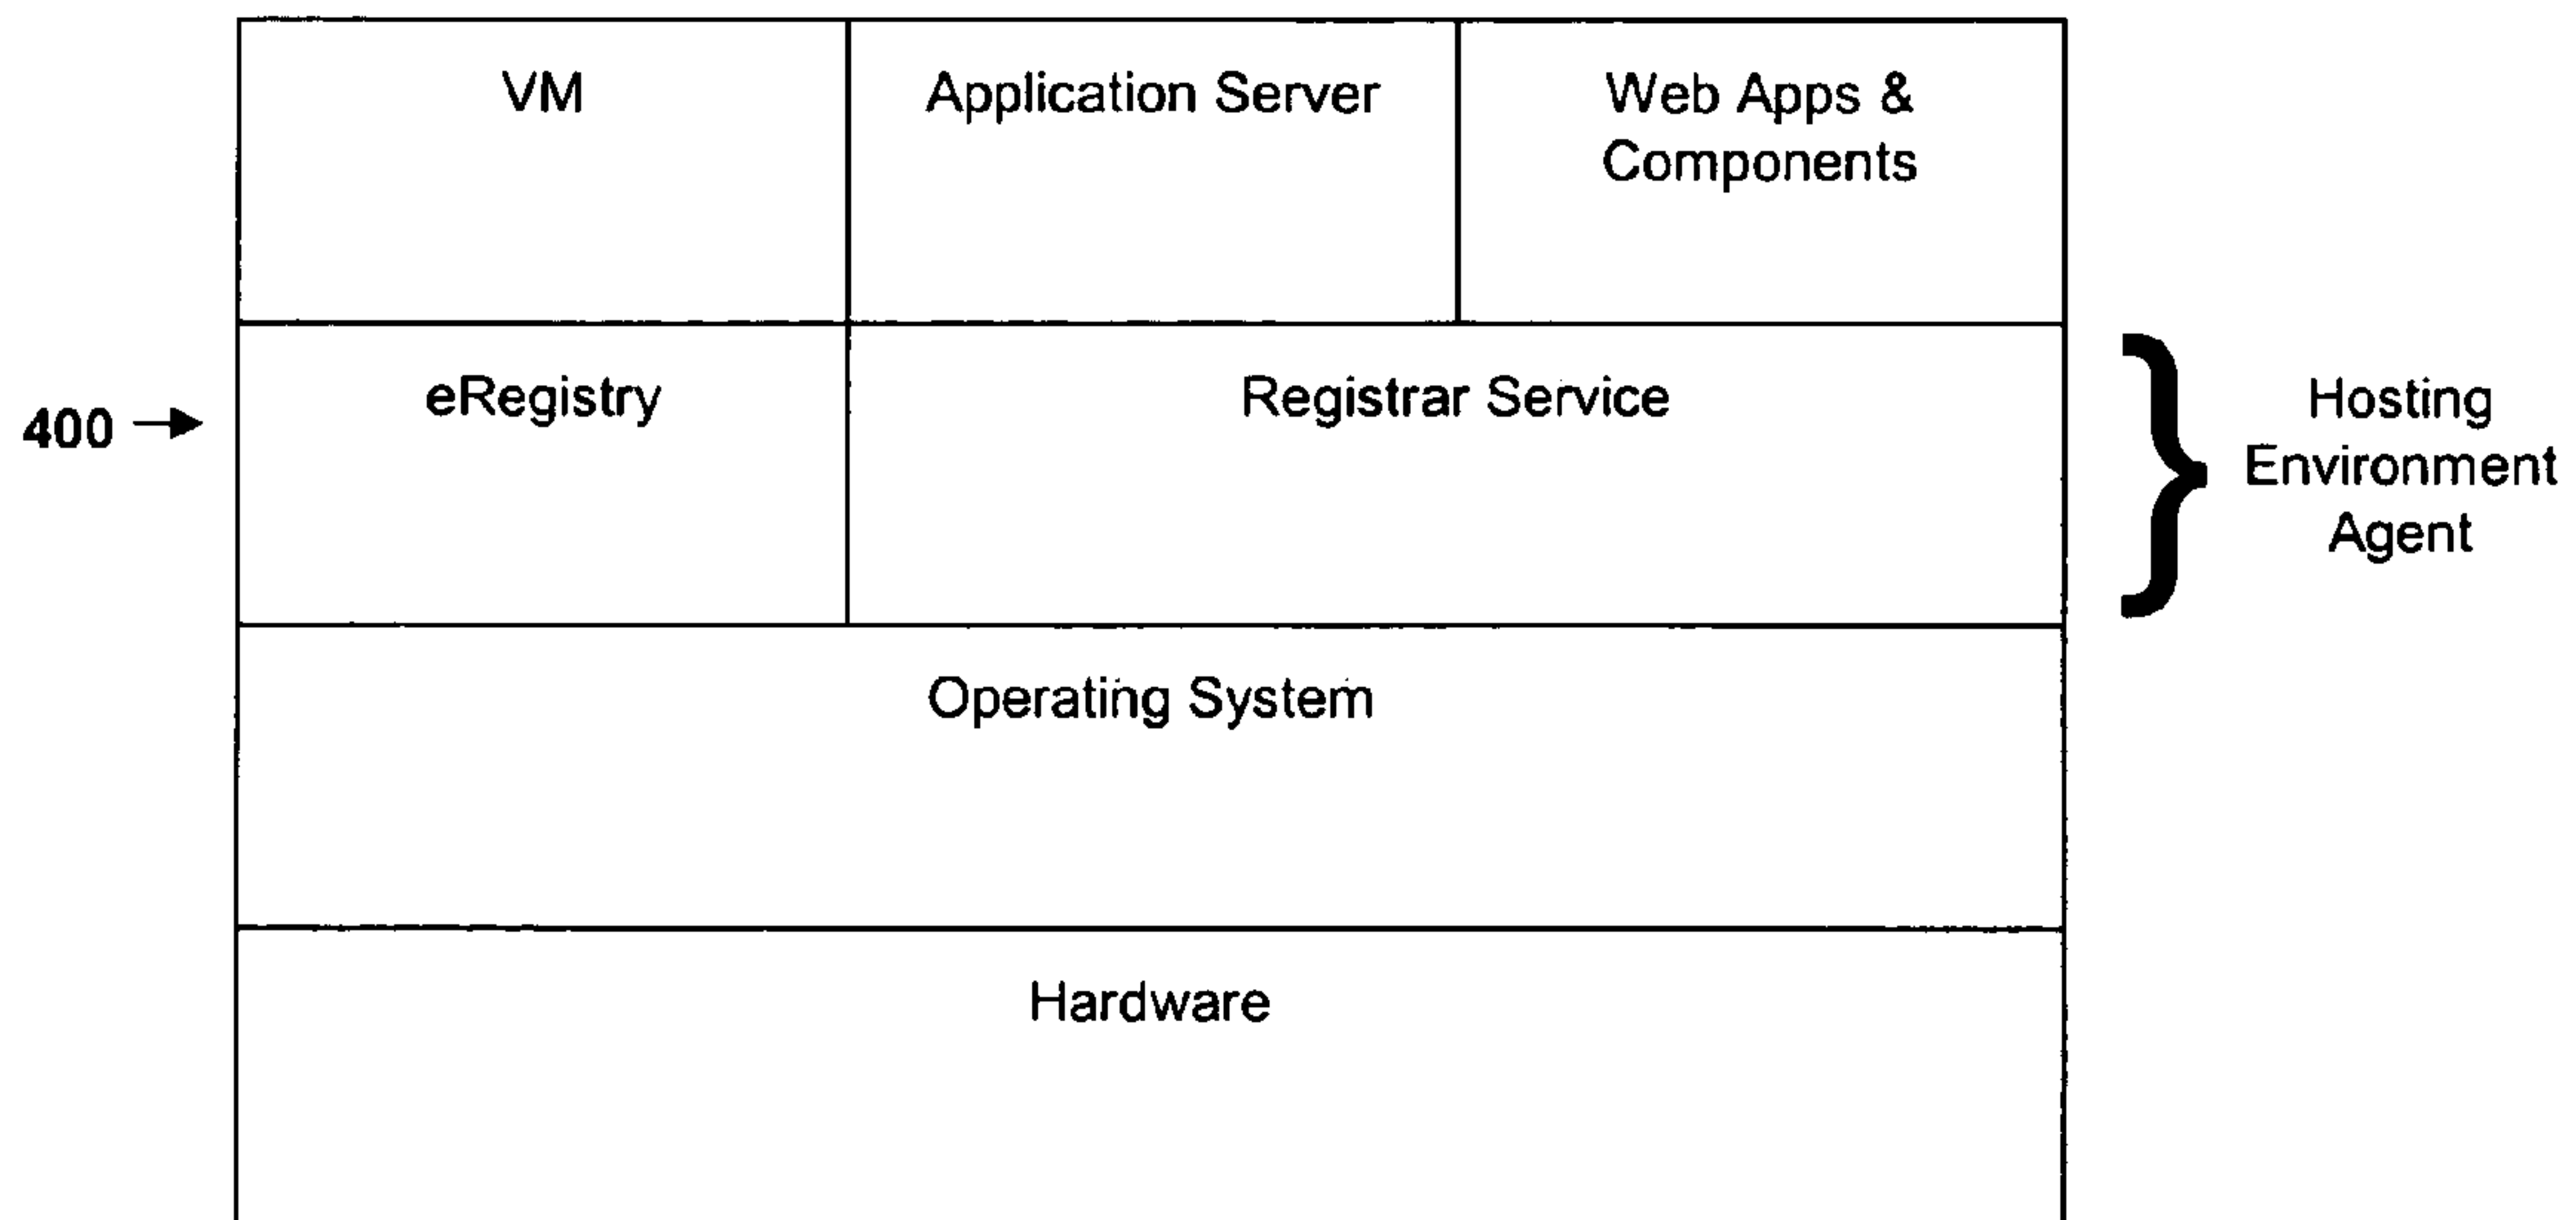 VM
Application Server
Web Apps &
Components
400
eRegistry
Registrar Service
Hosting
Environment
Agent
Operating System
Hardware